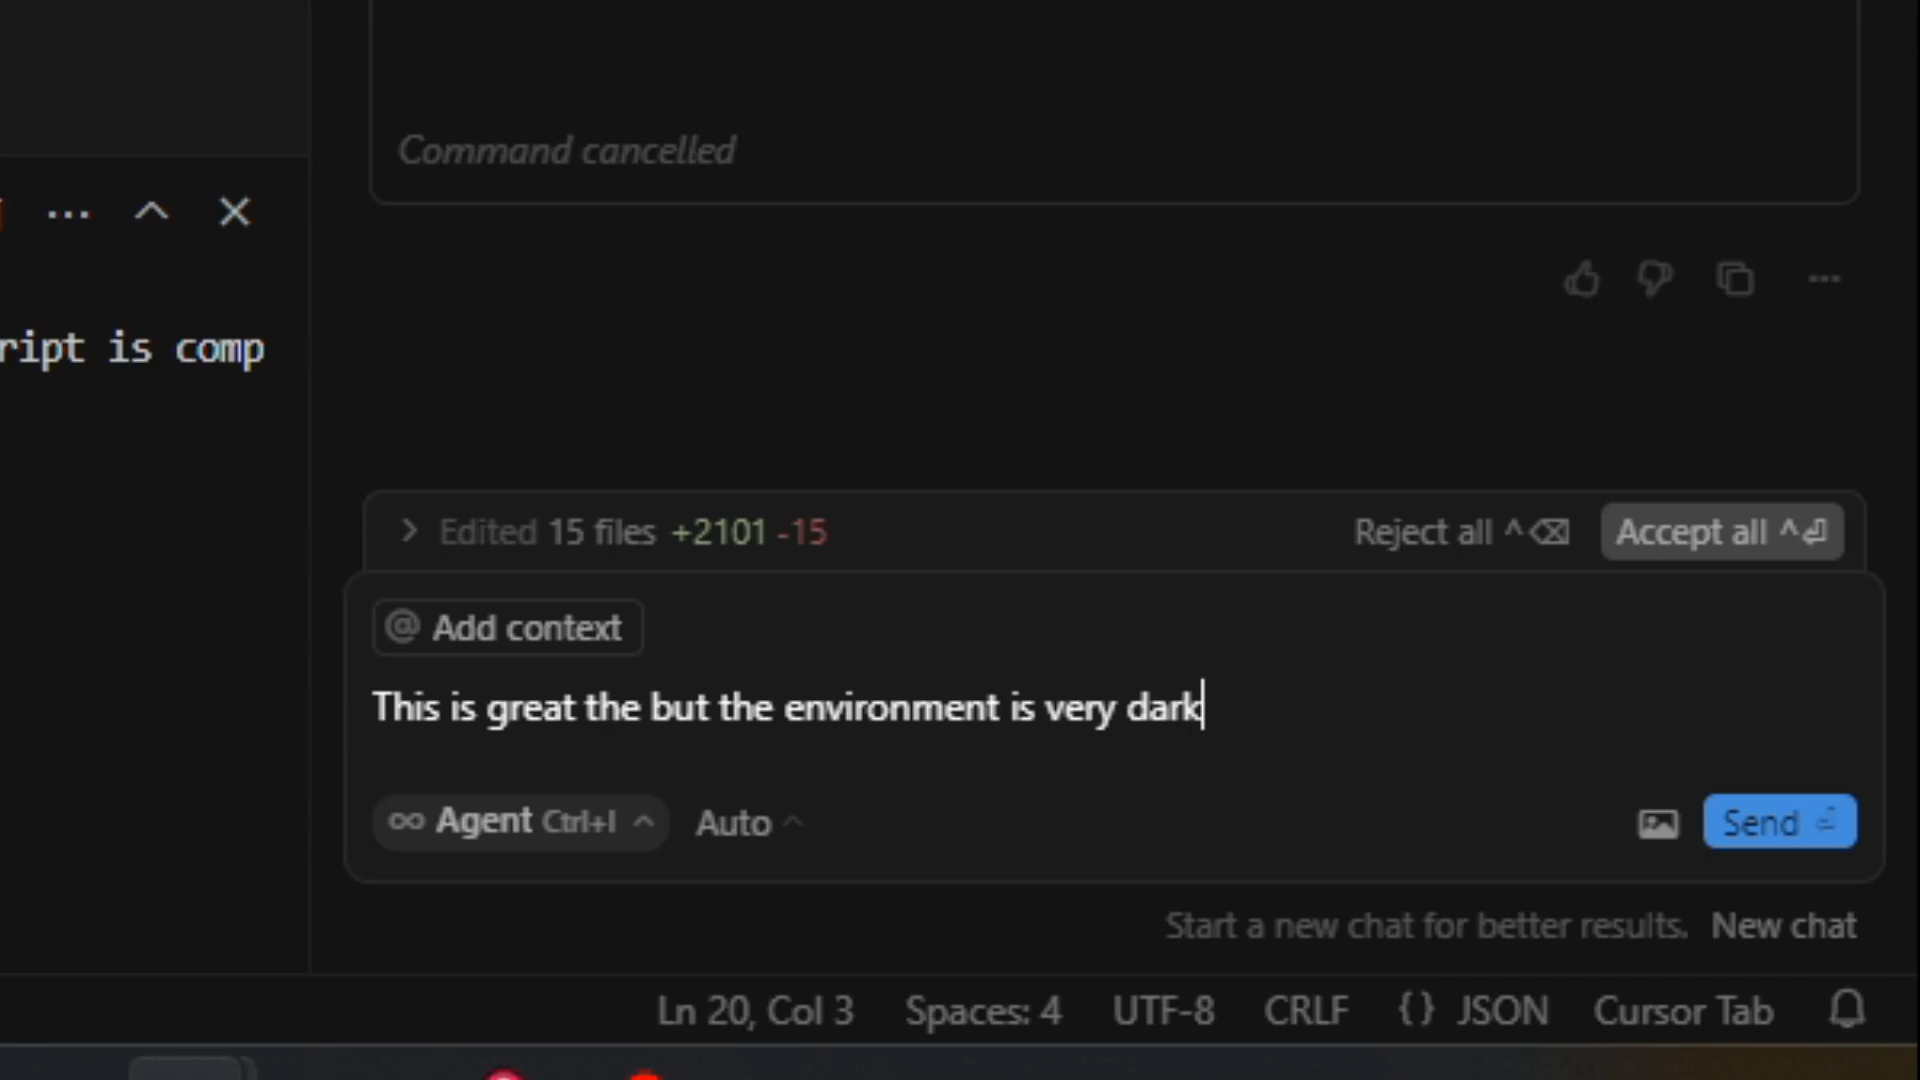 Command cancelled
ript is comp
Edited 15 files +2101 -15
Reject all ^⌫ Accept all ^⏎
@ Add context
This is great the but the environment is very dark
∞ Agent Ctrl+I ^ Auto ^
Send ⏎
Start a new chat for better results. New chat
Ln 20, Col 3 Spaces: 4 UTF-8 CRLF {} JSON Cursor Tab